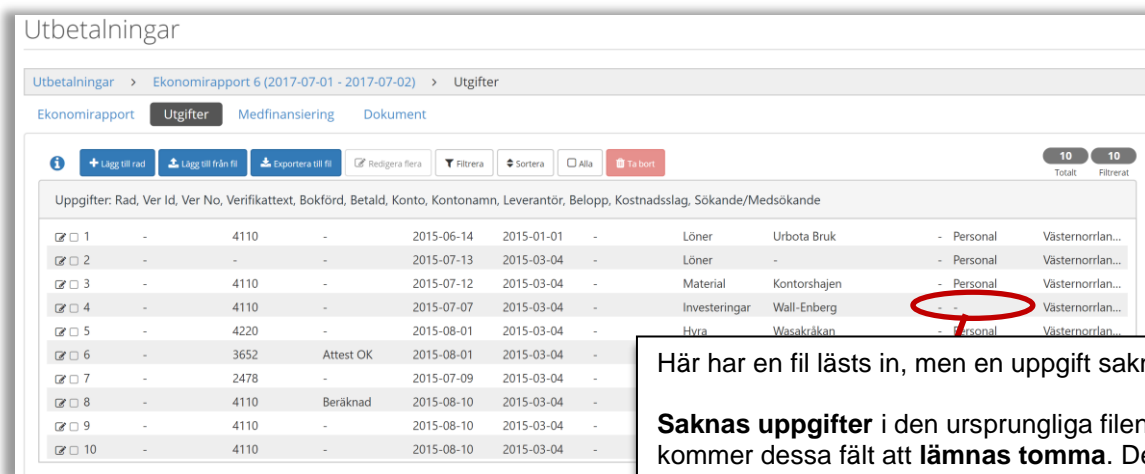 Utbetalningar
Utbetalningar > Ekonomirapport 6 (2017-07-01 - 2017-07-02) > Utgifter
Ekonomirapport Utgifter Medfinansiering Dokument
Lägg till rad Lägg till från fil Exportera till fil Redigera flera Filtrera Sortera Alla Ta bort 10 10
Totalt Filtrerat
Uppgifter: Rad, Ver Id, Ver No, Verifikattext, Bokförd, Betald, Konto, Kontonamn, Leverantör, Belopp, Kostnadsslag, Sökande/Medsökande
1 - 4110 - 2015-06-14 2015-01-01 - Löner Urbota Bruk - Personal Västernorrlan...
2 - - - 2015-07-13 2015-03-04 - Löner - - Personal Västernorrlan...
3 - 4110 - 2015-07-12 2015-03-04 - Material Kontorshajen - Personal Västernorrlan...
4 - 4110 - 2015-07-07 2015-03-04 - Investeringar Wall-Enberg - - Västernorrlan...
5 - 4220 - 2015-08-01 2015-03-04 - Hyra Wasakråkan - Personal Västernorrlan...
6 - 3652 Attest OK 2015-08-01 2015-03-04 -
7 - 2478 - 2015-07-09 2015-03-04 -
8 - 4110 Beräknad 2015-08-10 2015-03-04 -
9 - 4110 - 2015-08-10 2015-03-04 -
10 - 4110 - 2015-08-10 2015-03-04 -
Här har en fil lästs in, men en uppgift sak
Saknas uppgifter i den ursprungliga filen
kommer dessa fält att lämnas tomma. De